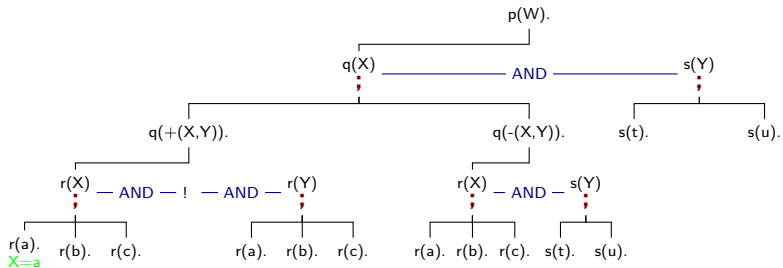 p(W).
q(X) AND s(Y)
; ;
q(+(X,Y)). q(-(X,Y)). s(t). s(u).
r(X) AND ! AND r(Y) r(X) AND s(Y)
; ; ; ;
r(a). r(b). r(c). r(a). r(b). r(c). r(a). r(b). r(c). s(t). s(u).
X=a